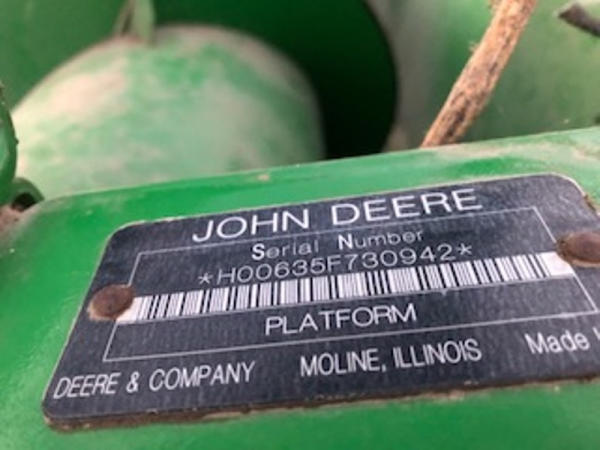 JOHN DEERE
Serial Number
*H00635F730942*
PLATFORM
DEERE & COMPANY MOLINE, ILLINOIS Made